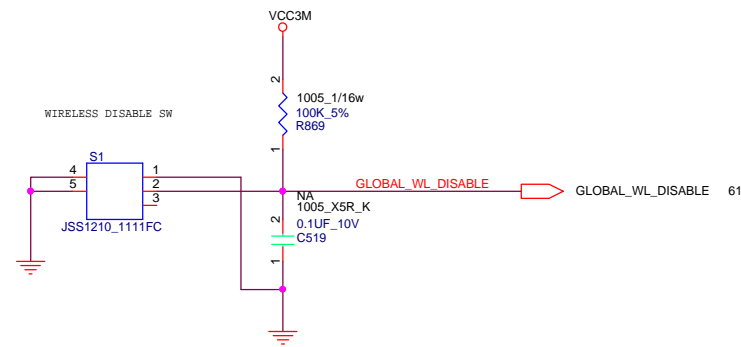 VCC3M
2
1005_1/16w
100K_5%
R869
1
WIRELESS DISABLE SW
S1
4
5
1
2
3
JSS1210_1111FC
GLOBAL_WL_DISABLE
GLOBAL_WL_DISABLE 61
NA
1005_X5R_K
2
0.1UF_10V
C519
1